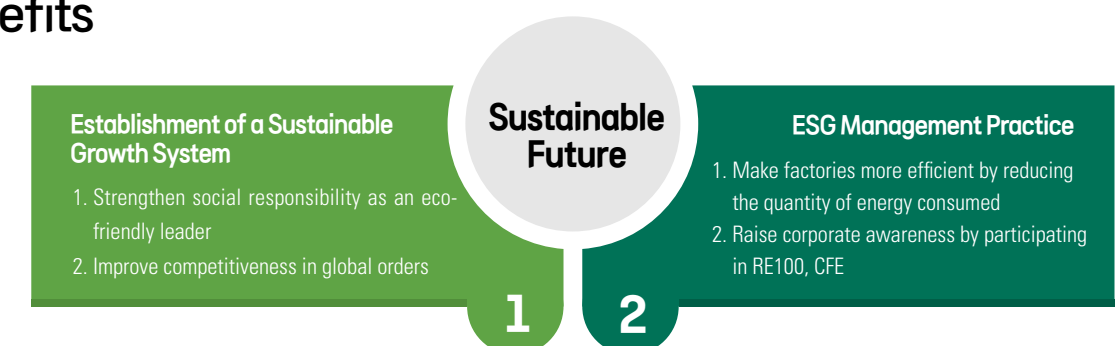 efits
Establishment of a Sustainable
Growth System
1. Strengthen social responsibility as an eco-
friendly leader
2. Improve competitiveness in global orders
1
Sustainable
Future
ESG Management Practice
1. Make factories more efficient by reducing
the quantity of energy consumed
2. Raise corporate awareness by participating
in RE100, CFE
2